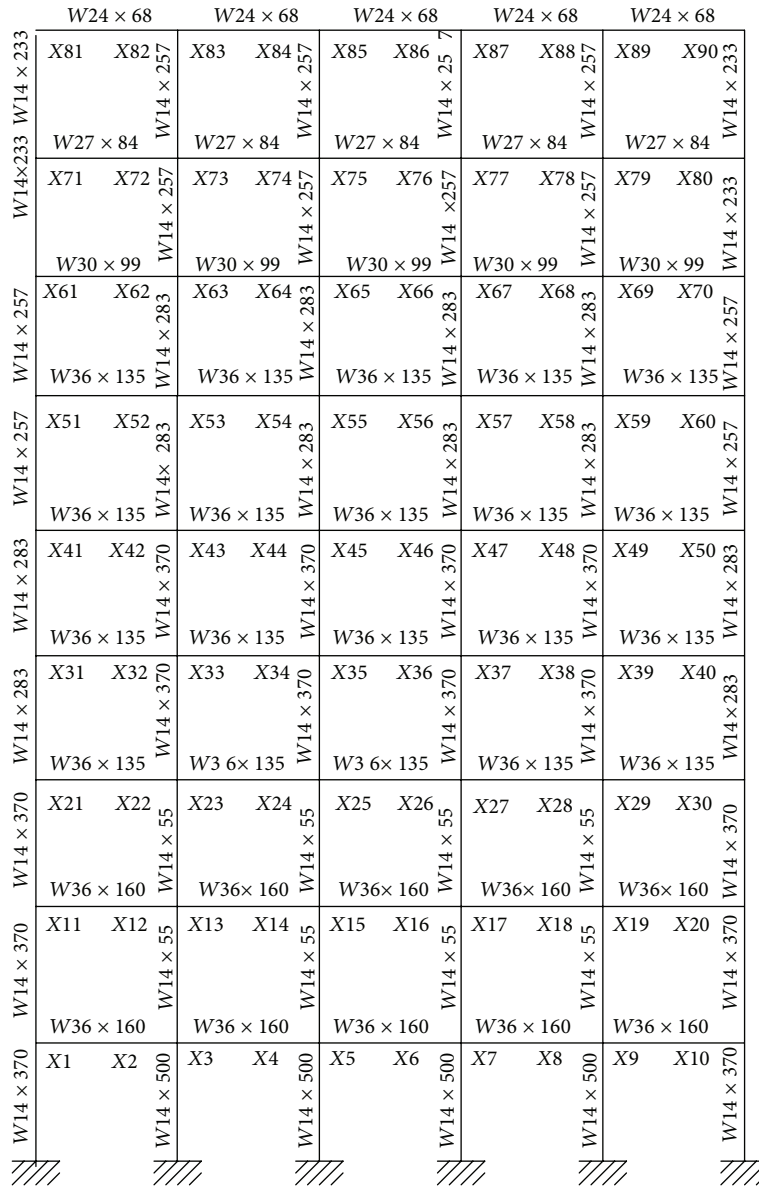 W24 × 68 W24 × 68 W24 × 68 W24 × 68 W24 × 68
W14 × 233 X81 X82 W14 × 257 X83 X84 W14 × 257 X85 X86 W14 × 25 7 X87 X88 W14 × 257 X89 X90 W14 × 233
W27 × 84 W27 × 84 W27 × 84 W27 × 84 W27 × 84
W14×233 X71 X72 W14 × 257 X73 X74 W14 × 257 X75 X76 W14 ×257 X77 X78 W14 × 257 X79 X80 W14 × 233
W30 × 99 W30 × 99 W30 × 99 W30 × 99 W30 × 99
W14 × 257 X61 X62 W14 × 283 X63 X64 W14 × 283 X65 X66 W14 × 283 X67 X68 W14 × 283 X69 X70 W14 × 257
W36 × 135 W36 × 135 W36 × 135 W36 × 135 W36 × 135
W14 × 257 X51 X52 W14× 283 X53 X54 W14 × 283 X55 X56 W14 × 283 X57 X58 W14 × 283 X59 X60 W14 × 257
W36 × 135 W36 × 135 W36 × 135 W36 × 135 W36 × 135
W14 × 283 X41 X42 W14 × 370 X43 X44 W14 × 370 X45 X46 W14 × 370 X47 X48 W14 × 370 X49 X50 W14 × 283
W36 × 135 W36 × 135 W36 × 135 W36 × 135 W36 × 135
W14 × 283 X31 X32 W14 × 370 X33 X34 W14 × 370 X35 X36 W14 × 370 X37 X38 W14 × 370 X39 X40 W14×283
W36 × 135 W3 6× 135 W3 6× 135 W36 × 135 W36 × 135
W14 × 370 X21 X22 W14 × 55 X23 X24 W14 × 55 X25 X26 W14 × 55 X27 X28 W14 × 55 X29 X30 W14 × 370
W36 × 160 W36× 160 W36× 160 W36× 160 W36× 160
W14 × 370 X11 X12 W14 × 55 X13 X14 W14 × 55 X15 X16 W14 × 55 X17 X18 W14 × 55 X19 X20 W14 × 370
W36 × 160 W36 × 160 W36 × 160 W36 × 160 W36 × 160
W14 × 370 X1 X2 W14 × 500 X3 X4 W14 × 500 X5 X6 W14 × 500 X7 X8 W14 × 500 X9 X10 W14 × 370